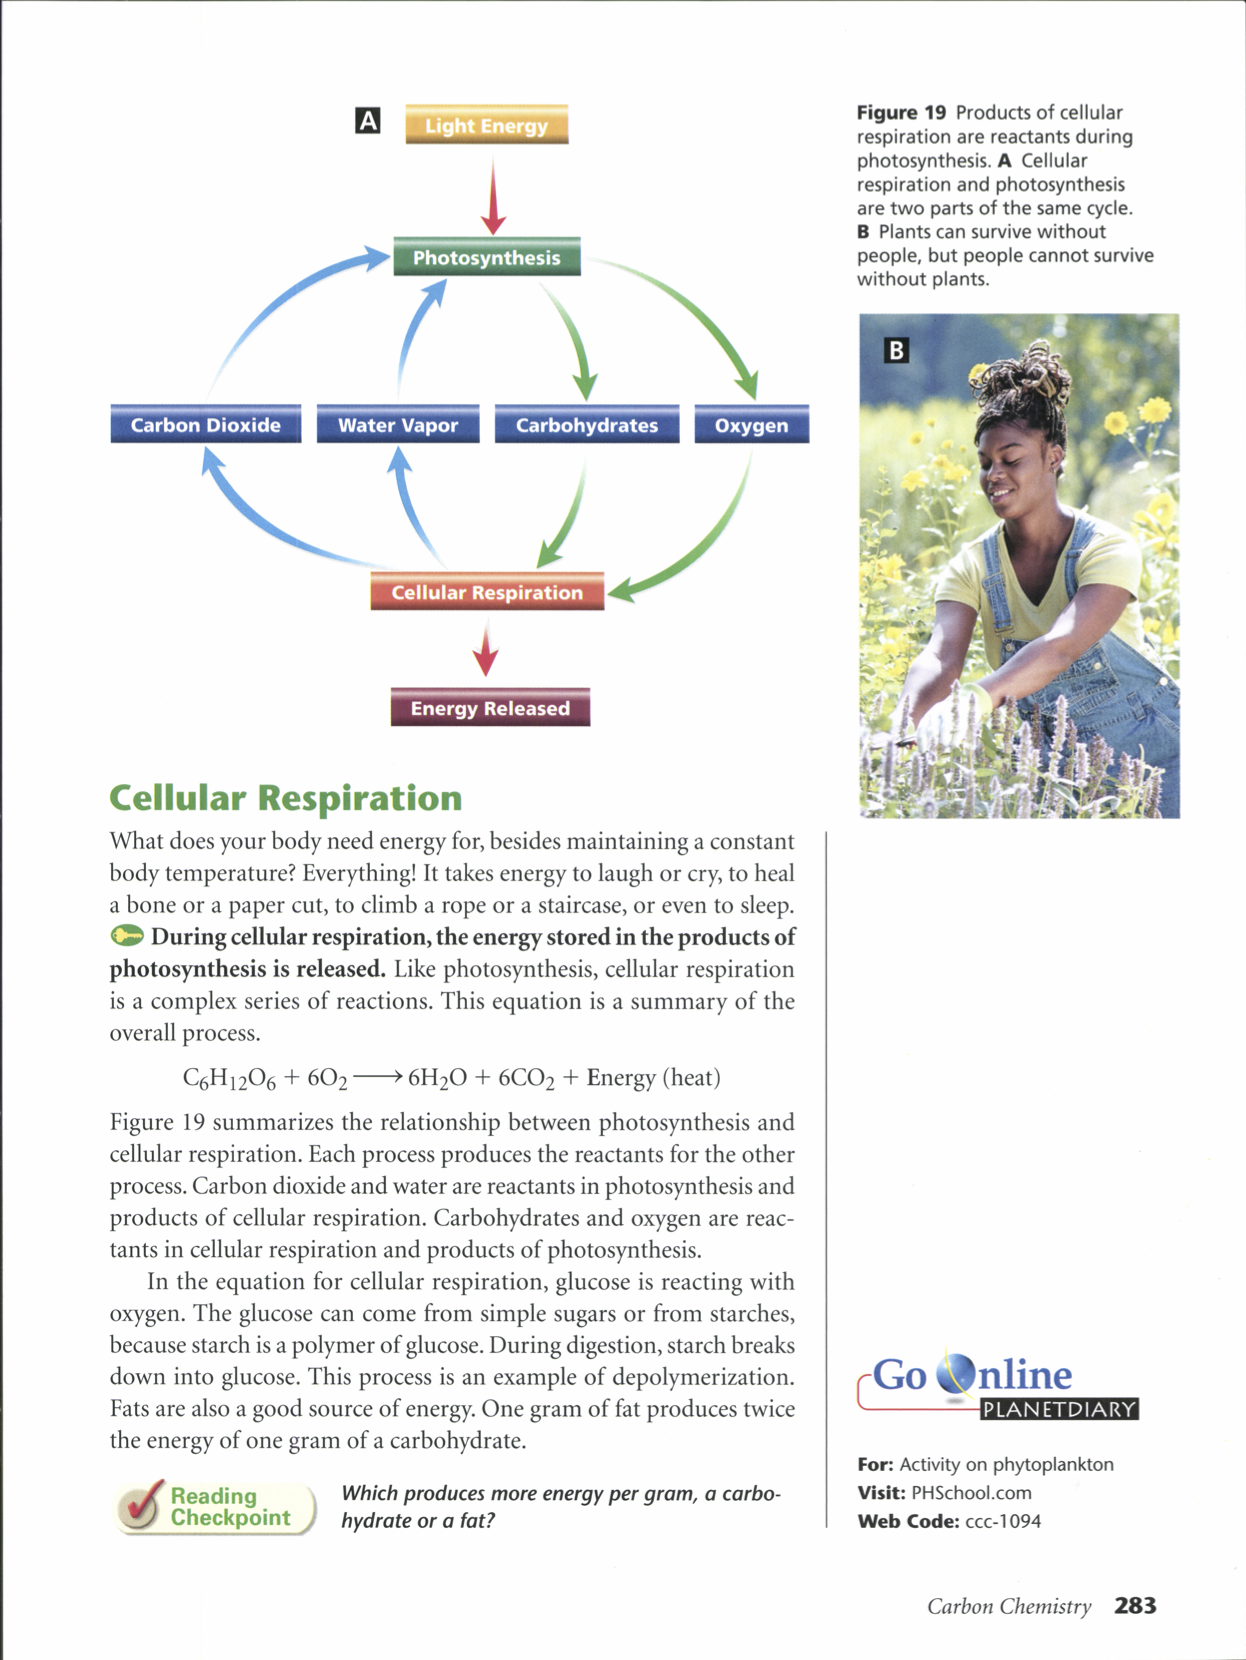 A
Light Energy
Photosynthesis
Carbon Dioxide
Water Vapor
Carbohydrates
Oxygen
Cellular Respiration
Energy Released
Figure 19 Products of cellular
respiration are reactants during
photosynthesis. A Cellular
respiration and photosynthesis
are two parts of the same cycle.
B Plants can survive without
people, but people cannot survive
without plants.
B
Cellular Respiration
What does your body need energy for, besides maintaining a constant
body temperature? Everything! It takes energy to laugh or cry, to heal
a bone or a paper cut, to climb a rope or a staircase, or even to sleep.
During cellular respiration, the energy stored in the products of
photosynthesis is released. Like photosynthesis, cellular respiration
is a complex series of reactions. This equation is a summary of the
overall process.
C₆H₁₂O₆ + 6O₂ ⟶ 6H₂O + 6CO₂ + Energy (heat)
Figure 19 summarizes the relationship between photosynthesis and
cellular respiration. Each process produces the reactants for the other
process. Carbon dioxide and water are reactants in photosynthesis and
products of cellular respiration. Carbohydrates and oxygen are reac-
tants in cellular respiration and products of photosynthesis.
In the equation for cellular respiration, glucose is reacting with
oxygen. The glucose can come from simple sugars or from starches,
because starch is a polymer of glucose. During digestion, starch breaks
down into glucose. This process is an example of depolymerization.
Fats are also a good source of energy. One gram of fat produces twice
the energy of one gram of a carbohydrate.
Reading
Checkpoint
Which produces more energy per gram, a carbo-
hydrate or a fat?
Go Online
PLANETDIARY
For: Activity on phytoplankton
Visit: PHSchool.com
Web Code: ccc-1094
Carbon Chemistry 283